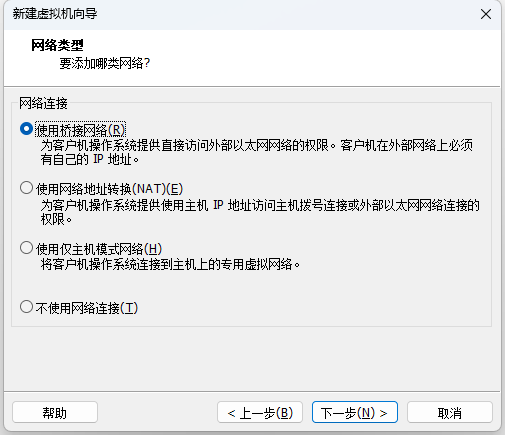 新建虚拟机向导
网络类型
要添加哪类网络?
网络连接
使用桥接网络(R)
为客户机操作系统提供直接访问外部以太网网络的权限。客户机在外部网络上必须
有自己的 IP 地址。
使用网络地址转换(NAT)(E)
为客户机操作系统提供使用主机 IP 地址访问主机拨号连接或外部以太网网络连接的
权限。
使用仅主机模式网络(H)
将客户机操作系统连接到主机上的专用虚拟网络。
不使用网络连接(T)
帮助
< 上一步(B)
下一步(N) >
取消